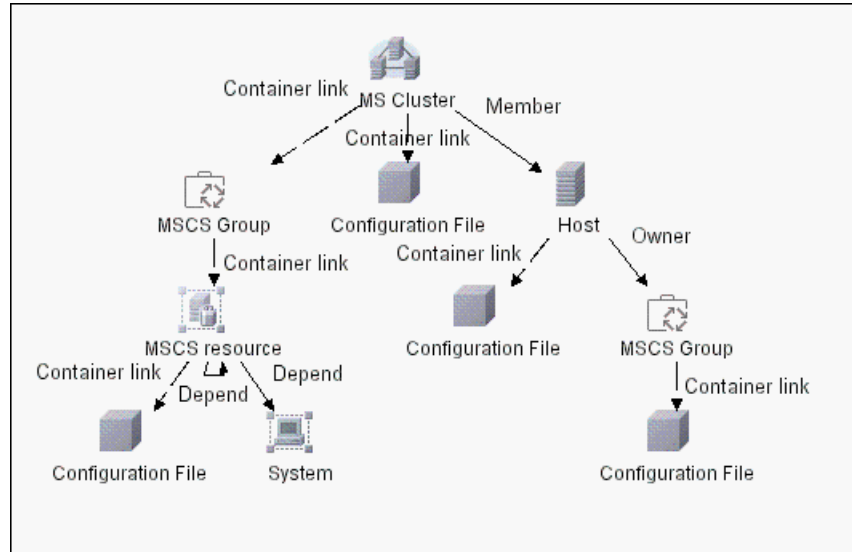 Container link
MS Cluster
Member
Container link
MSCS Group
Configuration File
Host
Container link
Container link
Owner
MSCS resource
Configuration File
MSCS Group
Container link
Depend
Depend
Container link
Configuration File
System
Configuration File